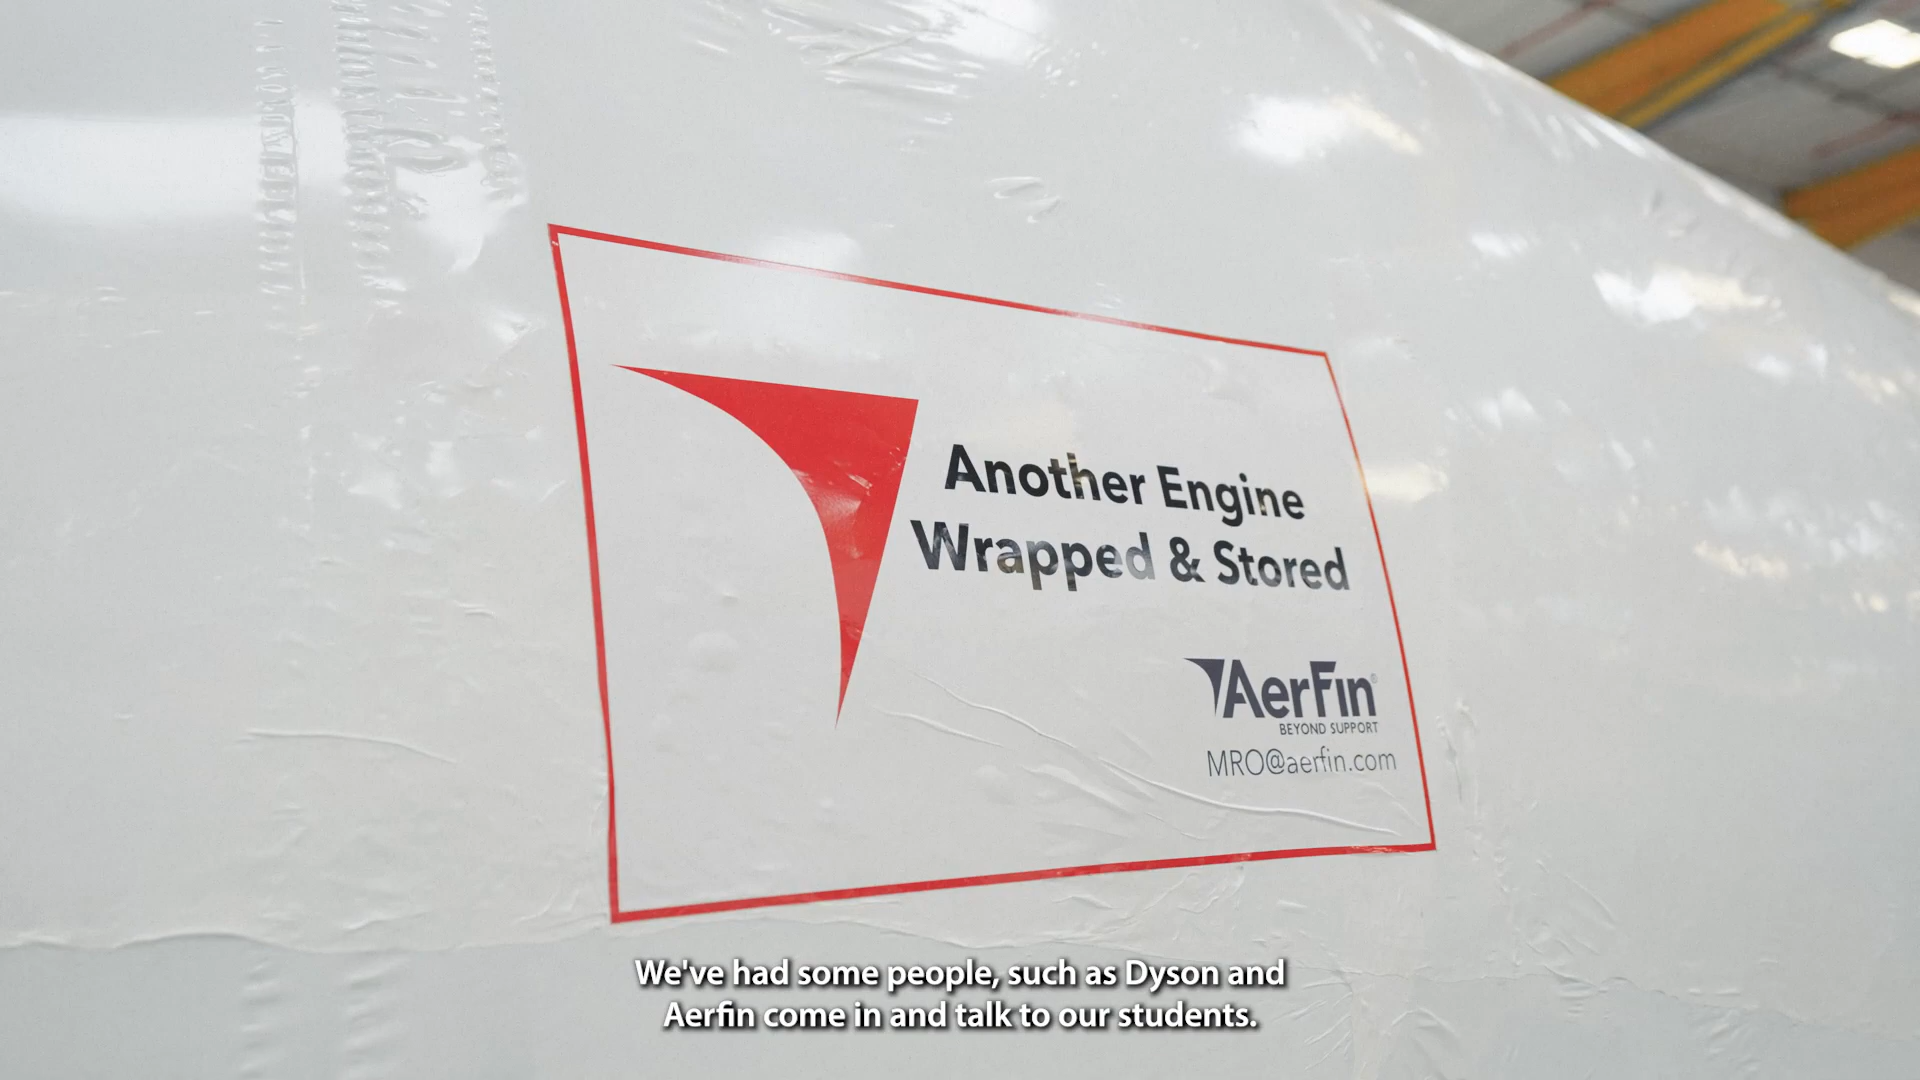 Another Engine
Wrapped & Stored
AerFin®
BEYOND SUPPORT
MRO@aerfin.com
We've had some people, such as Dyson and
Aerfin come in and talk to our students.